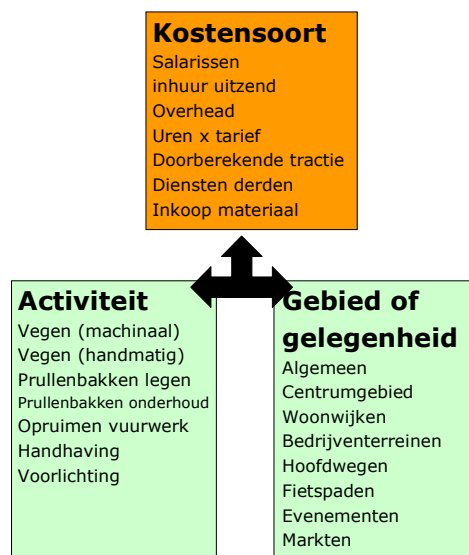 Kostensoort
Salarissen
inhuur uitzend
Overhead
Uren x tarief
Doorberekende tractie
Diensten derden
Inkoop materiaal
Activiteit
Vegen (machinaal)
Vegen (handmatig)
Prullenbakken legen
Prullenbakken onderhoud
Opruimen vuurwerk
Handhaving
Voorlichting
Gebied of
gelegenheid
Algemeen
Centrumgebied
Woonwijken
Bedrijventerreinen
Hoofdwegen
Fietspaden
Evenementen
Markten